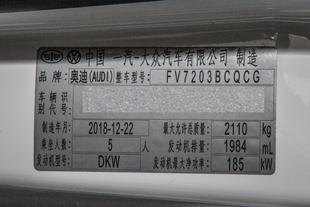 中国 一汽-大众汽车有限公司 制造
品牌: 奥迪(AUDI) 整车型号: FV7203BCQCG
车辆识
别代号:
制造年月 2018-12-22 最大允许总质量 2110 kg
乘坐人数 5 人 发动机排量 1984 mL
发动机型号 DKW 发动机最大净功率 185 kW